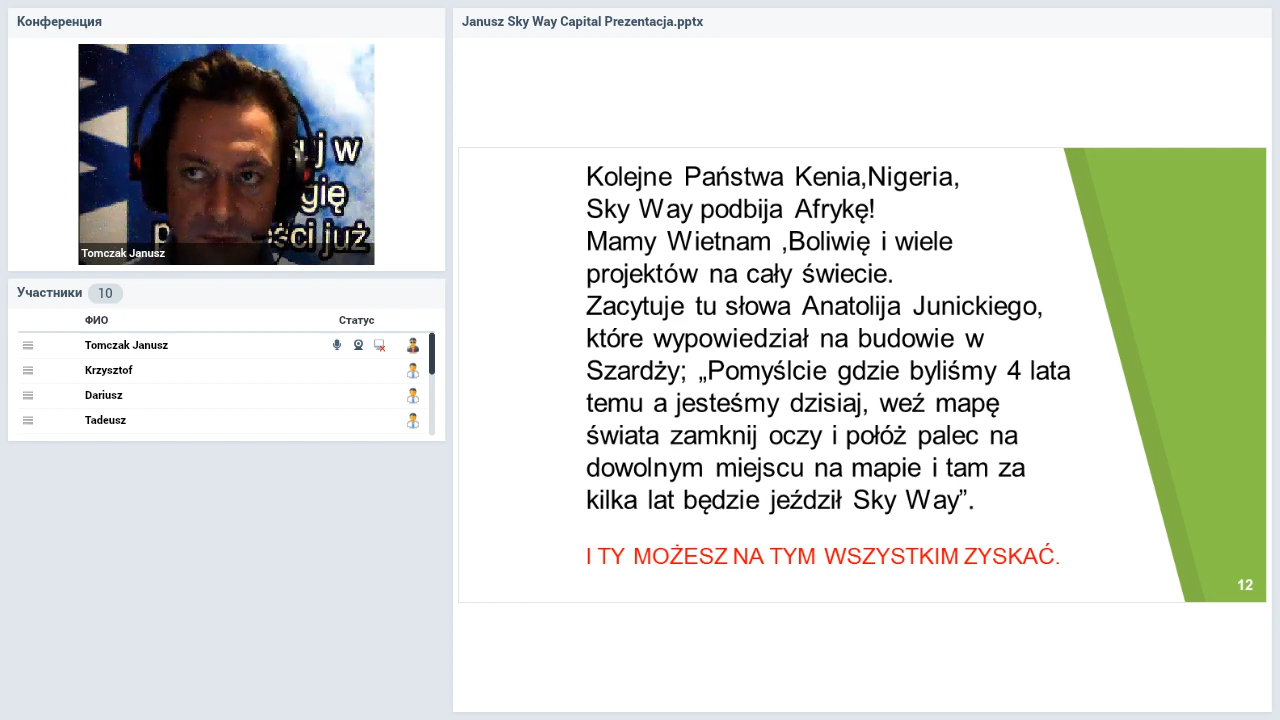 Конференция
uj w
gię
ści już
Tomczak Janusz
Участники 10
ФИО Статус
Tomczak Janusz
Krzysztof
Dariusz
Tadeusz
Janusz Sky Way Capital Prezentacja.pptx
Kolejne Państwa Kenia,Nigeria,
Sky Way podbija Afrykę!
Mamy Wietnam ,Boliwię i wiele
projektów na cały świecie.
Zacytuje tu słowa Anatolija Junickiego,
które wypowiedział na budowie w
Szardży; „Pomyślcie gdzie byliśmy 4 lata
temu a jesteśmy dzisiaj, weź mapę
świata zamknij oczy i połóż palec na
dowolnym miejscu na mapie i tam za
kilka lat będzie jeździł Sky Way”.
I TY MOŻESZ NA TYM WSZYSTKIM ZYSKAĆ.
12